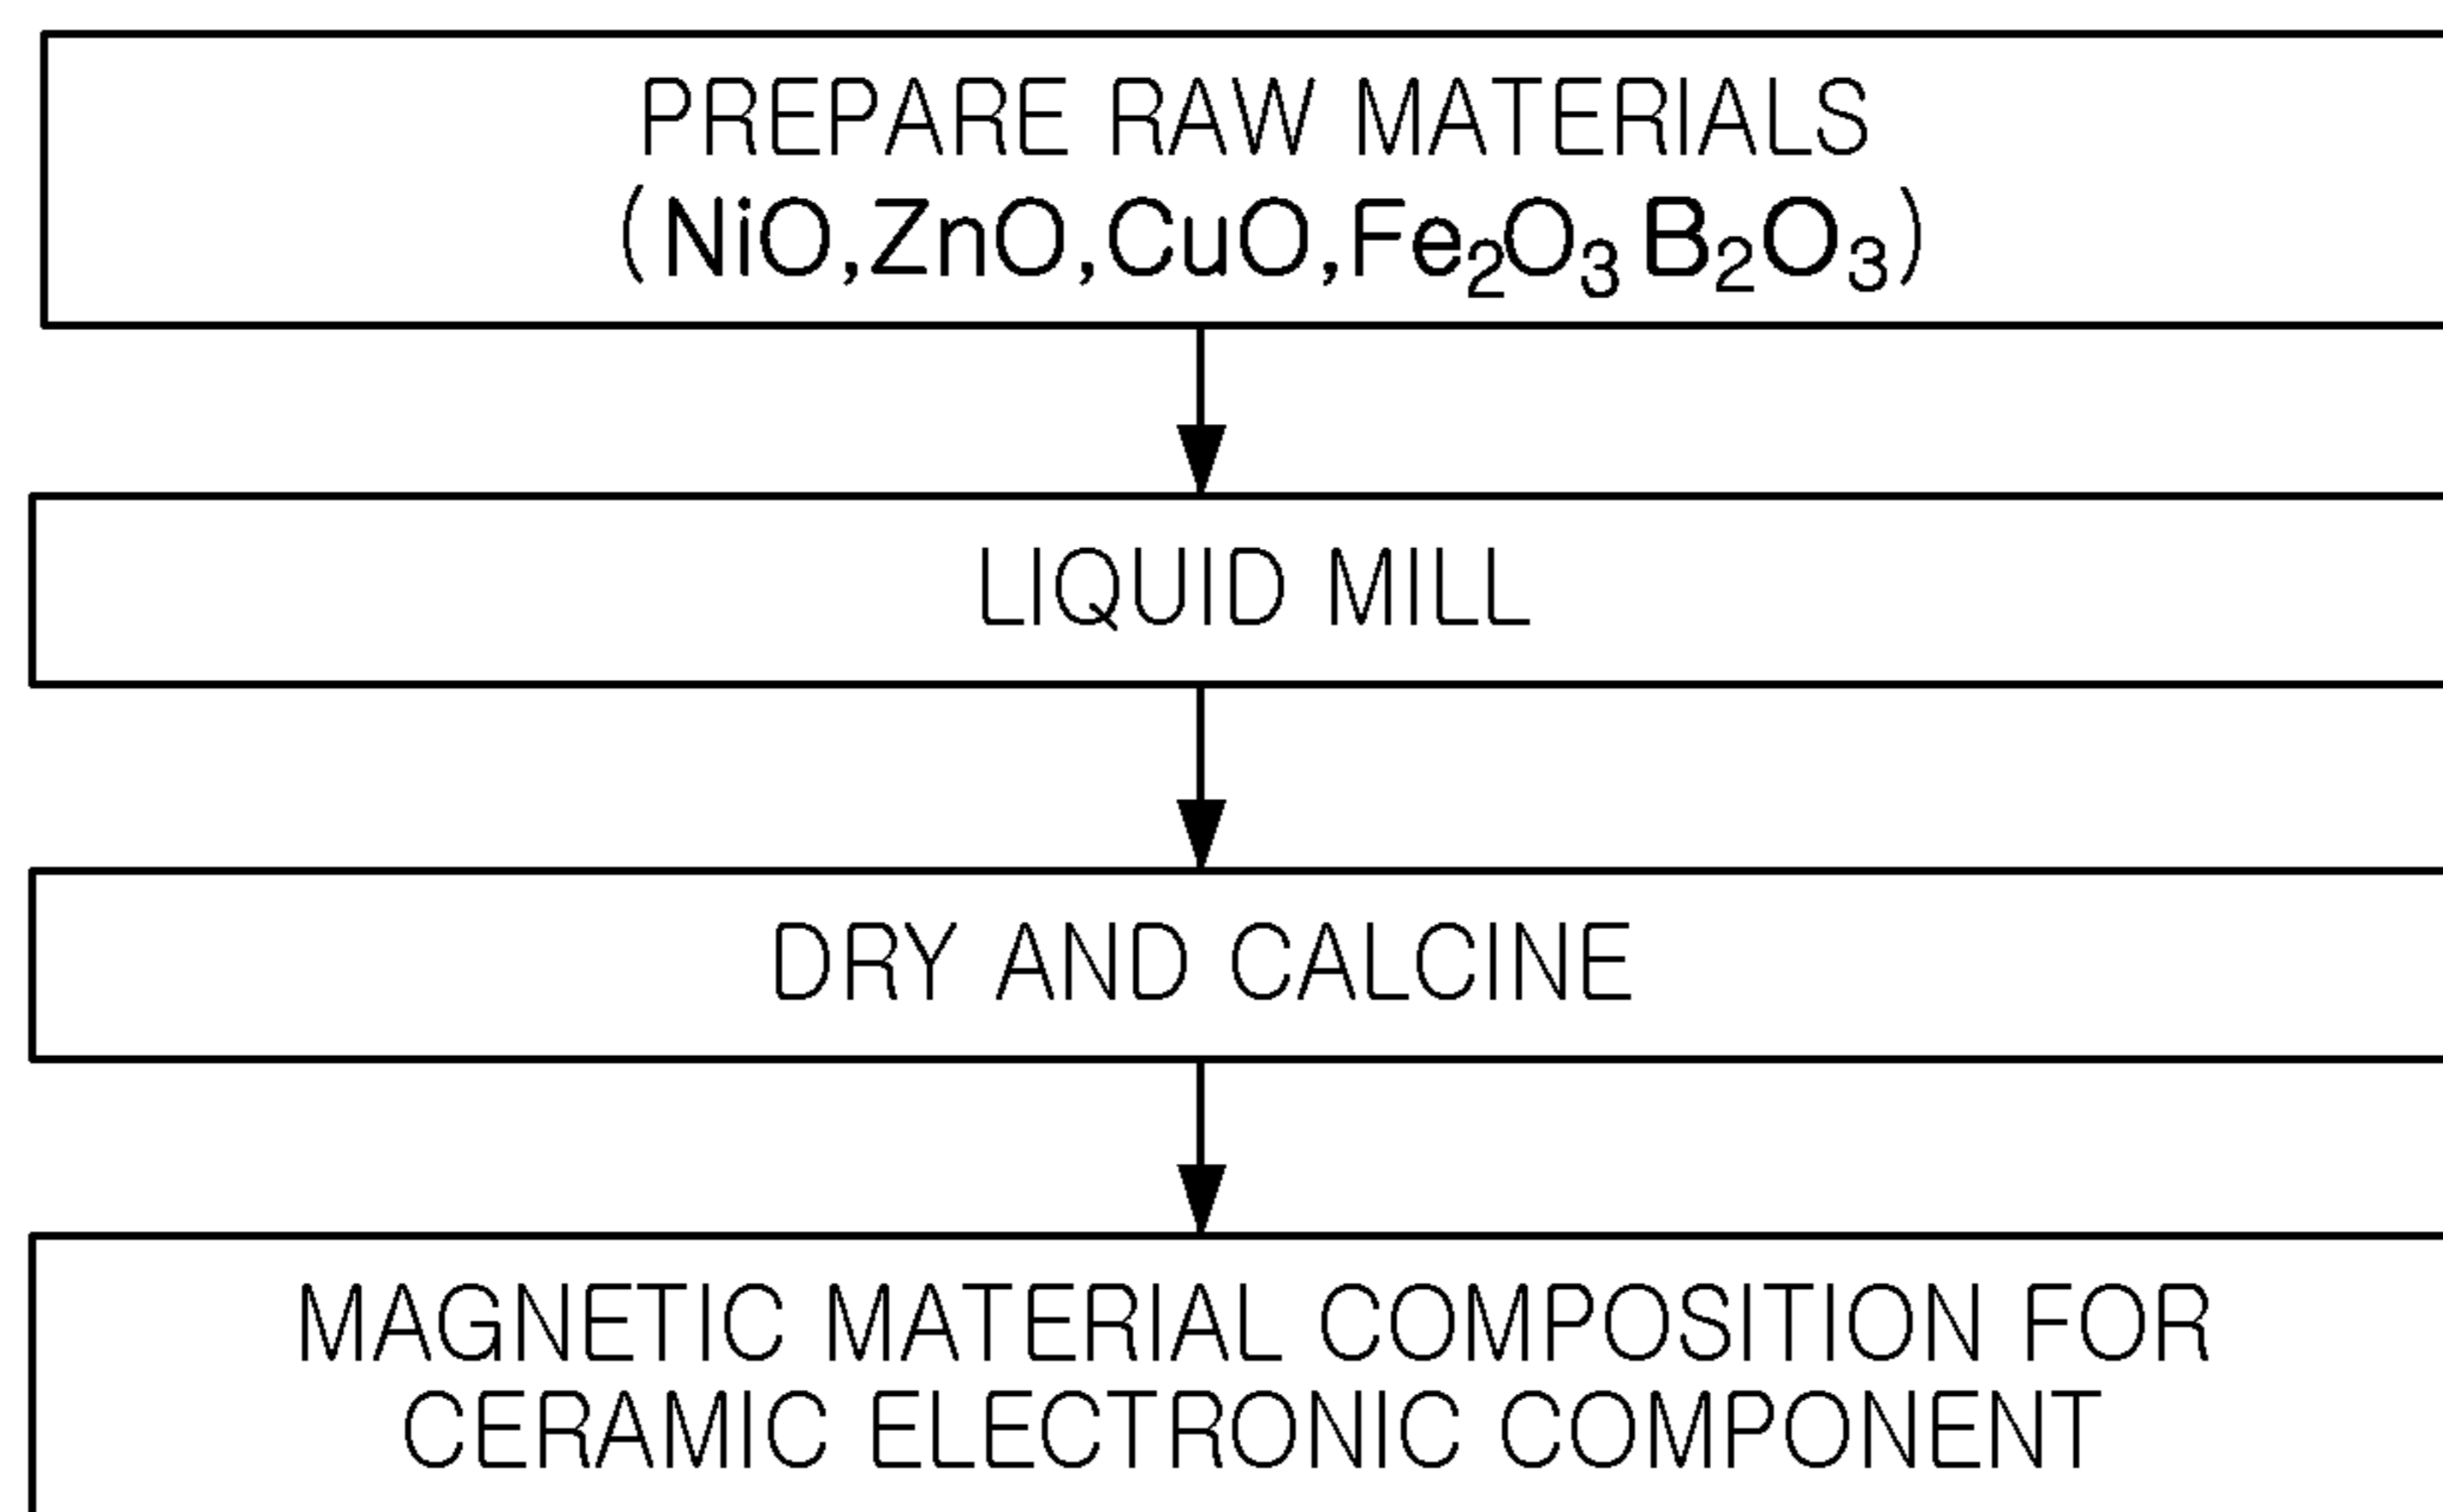 PREPARE RAW MATERIALS
(NiO,ZnO,CuO,Fe₂O₃ B₂O₃)
LIQUID MILL
DRY AND CALCINE
MAGNETIC MATERIAL COMPOSITION FOR
CERAMIC ELECTRONIC COMPONENT